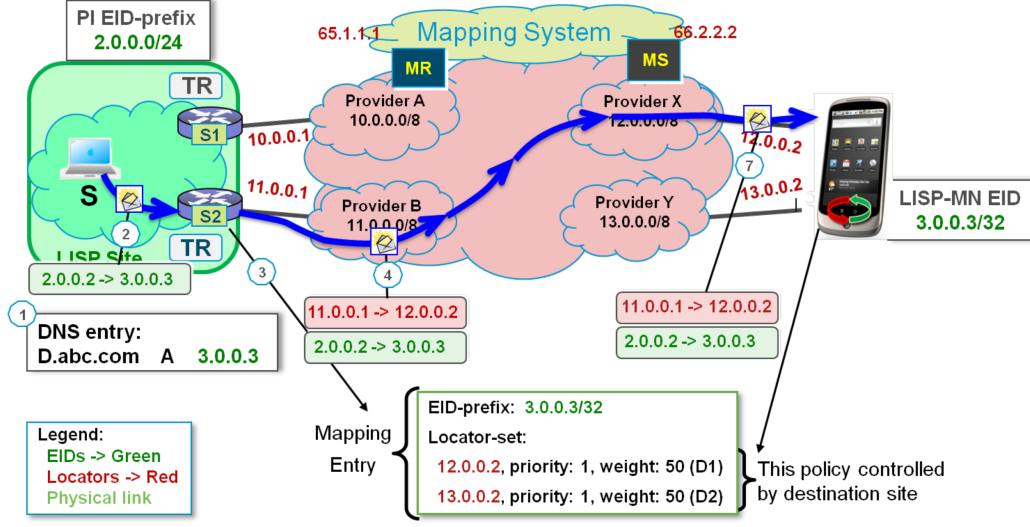 PI EID-prefix
2.0.0.0/24
65.1.1.1
Mapping System
66.2.2.2
MR
MS
TR
S1
10.0.0.1
Provider A
10.0.0.0/8
Provider X
12.0.0.0/8
12.0.0.2
7
S
2
S2
TR
11.0.0.1
Provider B
11.0.0.0/8
Provider Y
13.0.0.0/8
13.0.0.2
LISP-MN EID
3.0.0.3/32
LISP Site
2.0.0.2 -> 3.0.0.3
3
4
11.0.0.1 -> 12.0.0.2
2.0.0.2 -> 3.0.0.3
11.0.0.1 -> 12.0.0.2
2.0.0.2 -> 3.0.0.3
1
DNS entry:
D.abc.com A 3.0.0.3
Mapping
Entry
EID-prefix: 3.0.0.3/32
Locator-set:
12.0.0.2, priority: 1, weight: 50 (D1)
13.0.0.2, priority: 1, weight: 50 (D2)
This policy controlled
by destination site
Legend:
EIDs -> Green
Locators -> Red
Physical link